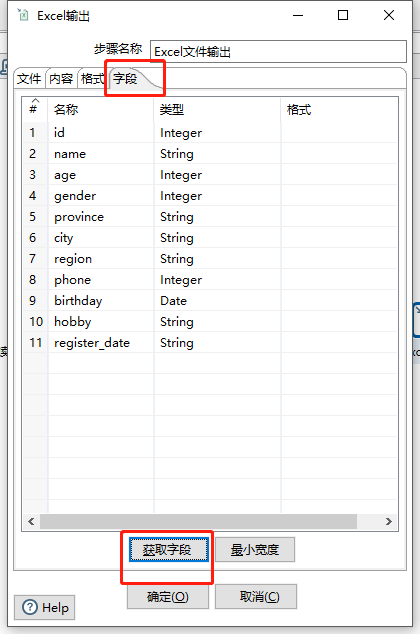 Excel输出
步骤名称 Excel文件输出
文件 内容 格式 字段
# 名称 类型 格式
1 id Integer
2 name String
3 age Integer
4 gender Integer
5 province String
6 city String
7 region String
8 phone Integer
9 birthday Date
10 hobby String
11 register_date String
获取字段 最小宽度
确定(O) 取消(C)
Help